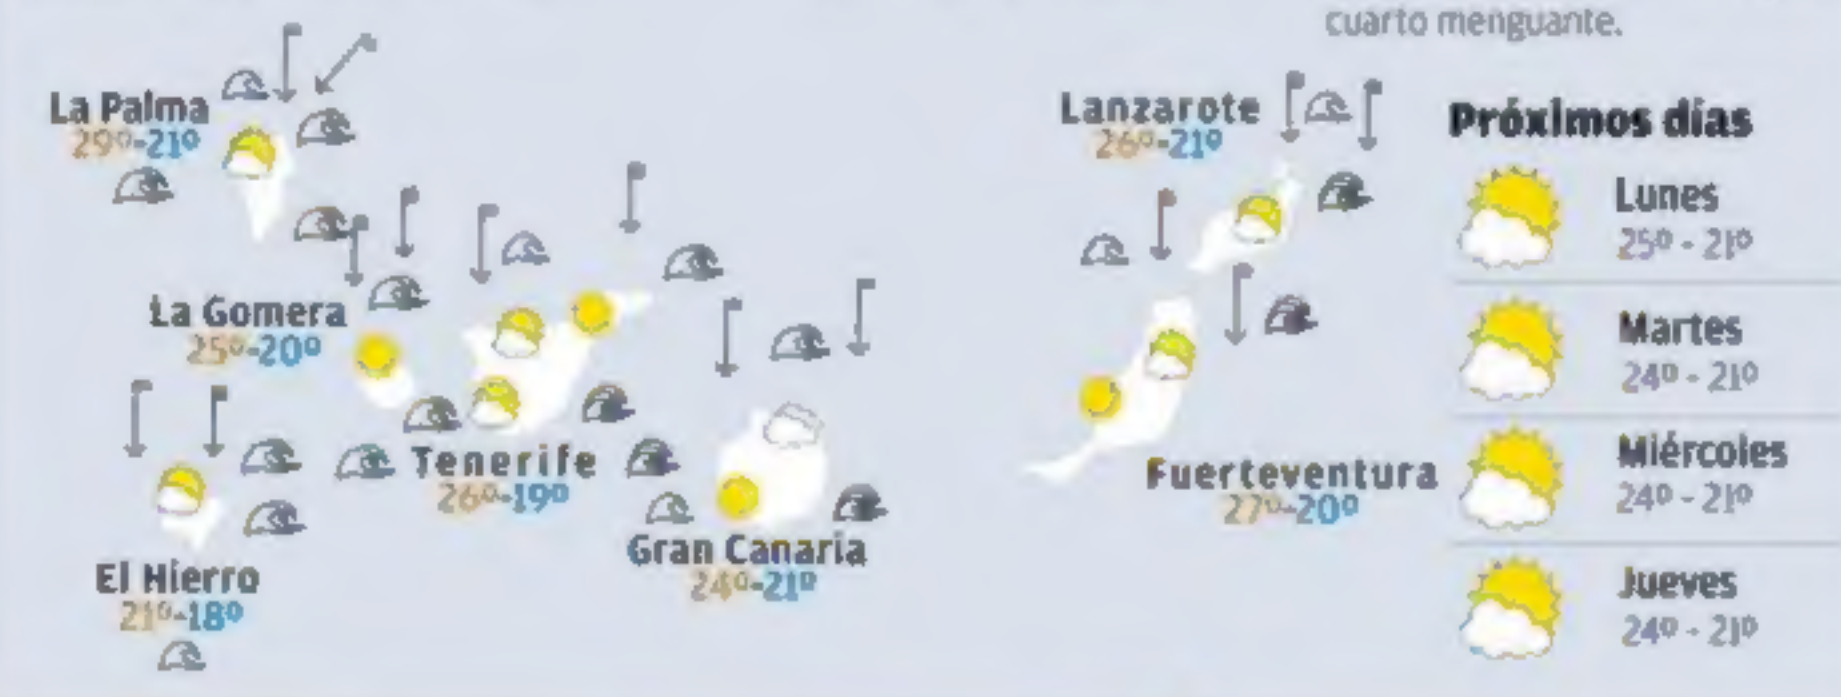 cuarto menguante.
La Palma
29º-21º
Lanzarote
26º-21º
Próximos días
Lunes
25º - 21º
La Gomera
25º-20º
Martes
24º - 21º
Tenerife
26º-19º
Fuerteventura
27º-20º
Miércoles
24º - 21º
Gran Canaria
24º-21º
El Hierro
21º-18º
Jueves
24º - 21º